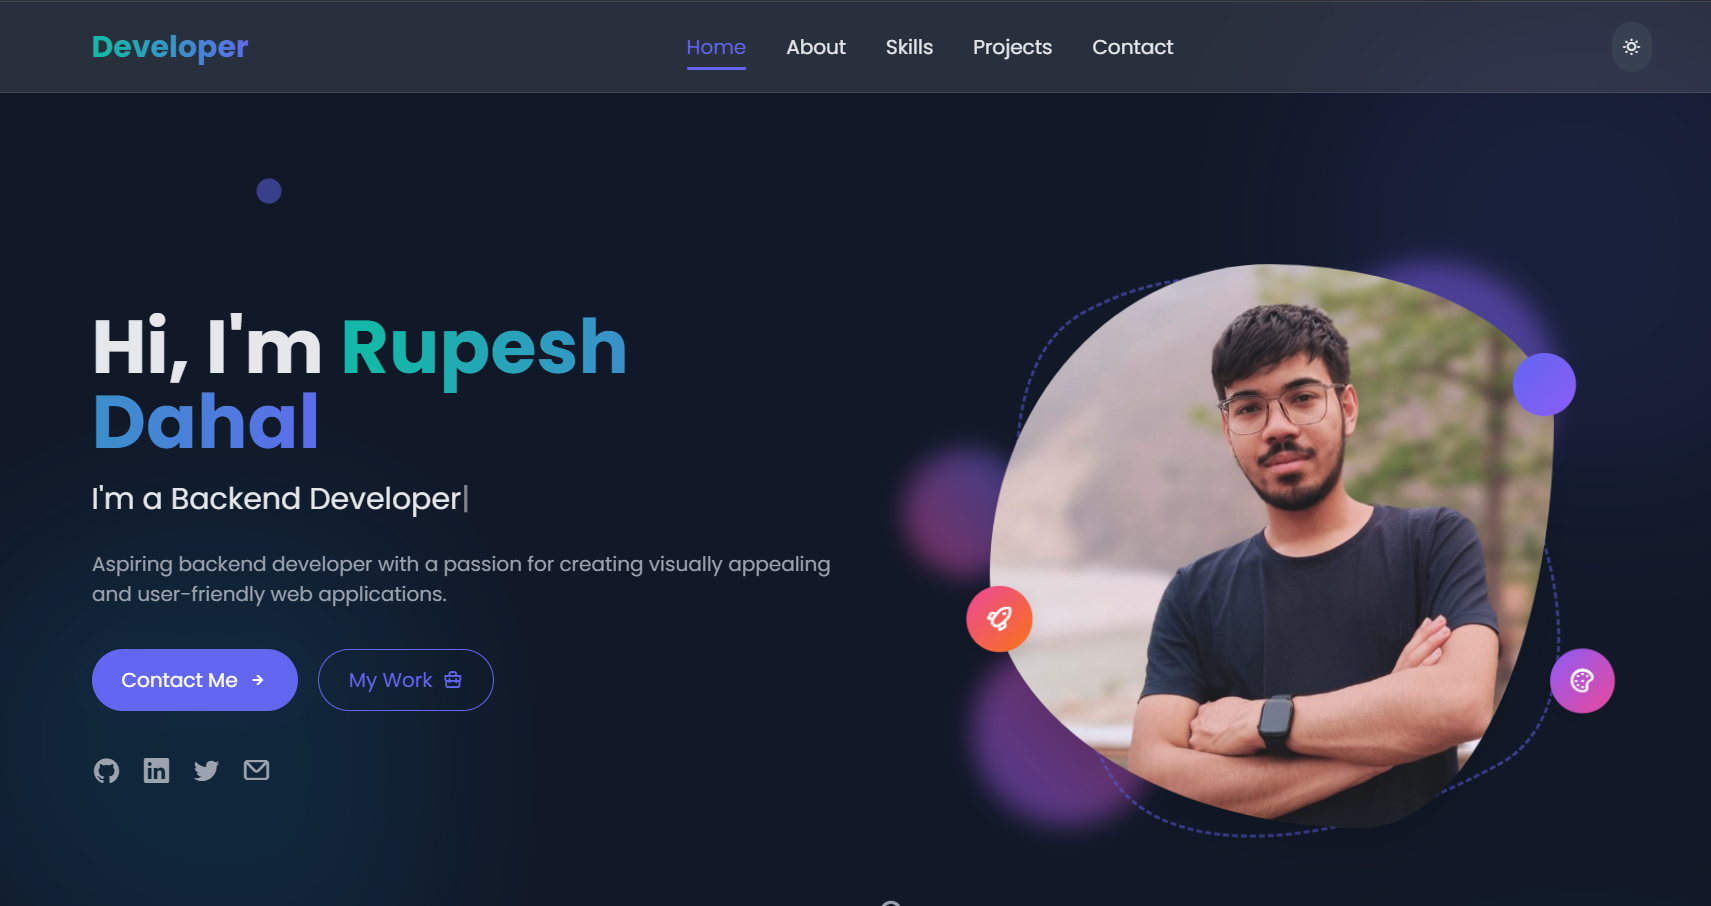 Developer
Home
About
Skills
Projects
Contact
Hi, I'm Rupesh
Dahal
I'm a Backend Developer|
Aspiring backend developer with a passion for creating visually appealing
and user-friendly web applications.
Contact Me
My Work